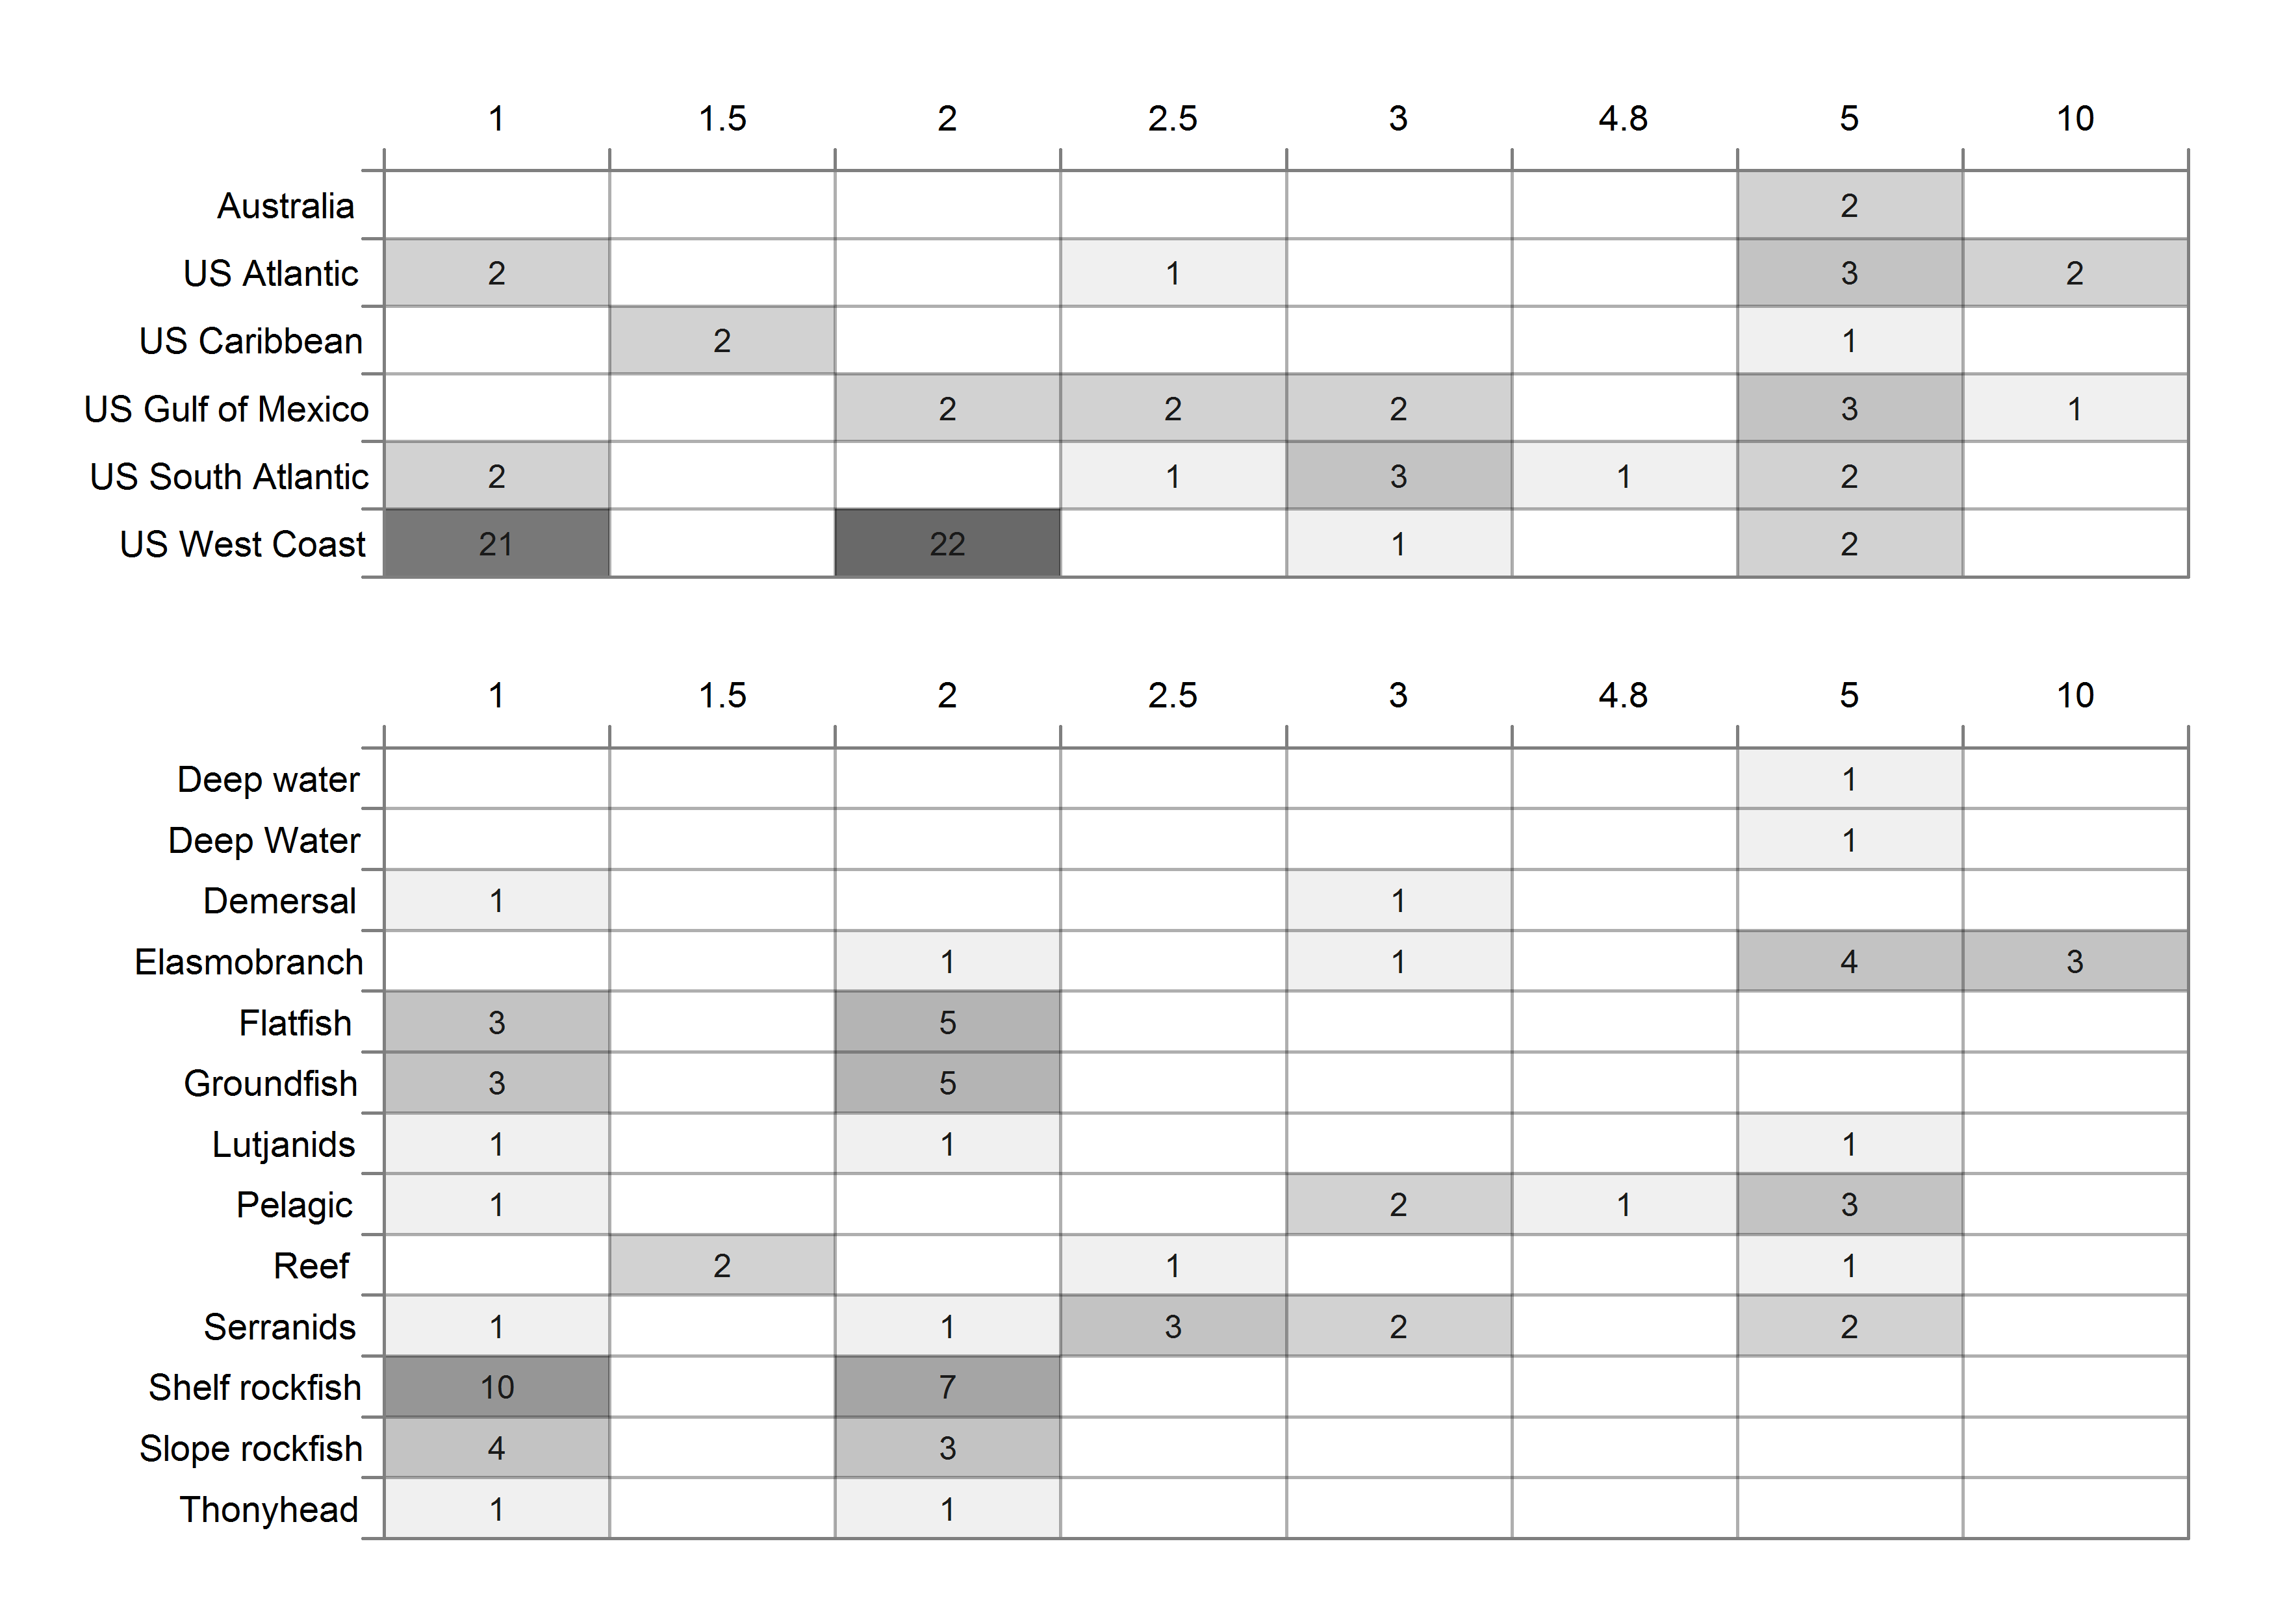 1 1.5 2 2.5 3 4.8 5 10
Australia 2
US Atlantic 2 1 3 2
US Caribbean 2 1
US Gulf of Mexico 2 2 2 3 1
US South Atlantic 2 1 3 1 2
US West Coast 21 22 1 2
1 1.5 2 2.5 3 4.8 5 10
Deep water 1
Deep Water 1
Demersal 1 1
Elasmobranch 1 1 4 3
Flatfish 3 5
Groundfish 3 5
Lutjanids 1 1 1
Pelagic 1 2 1 3
Reef 2 1 1
Serranids 1 1 3 2 2
Shelf rockfish 10 7
Slope rockfish 4 3
Thonyhead 1 1